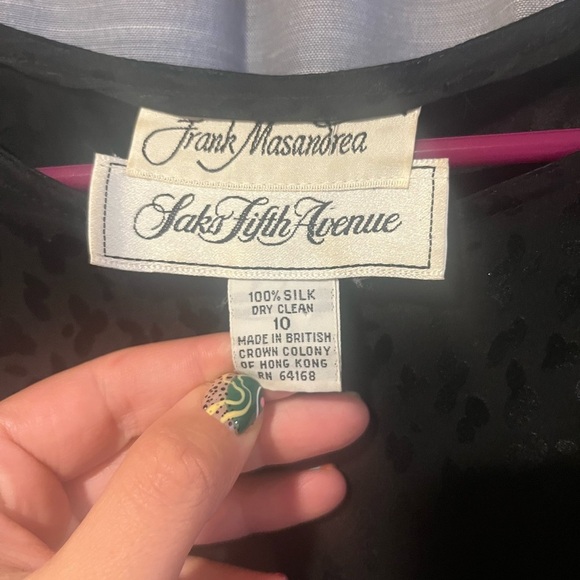 Frank Masandrea
Saks Fifth Avenue
100% SILK
DRY CLEAN
10
MADE IN BRITISH
CROWN COLONY
OF HONG KONG
RN 64168